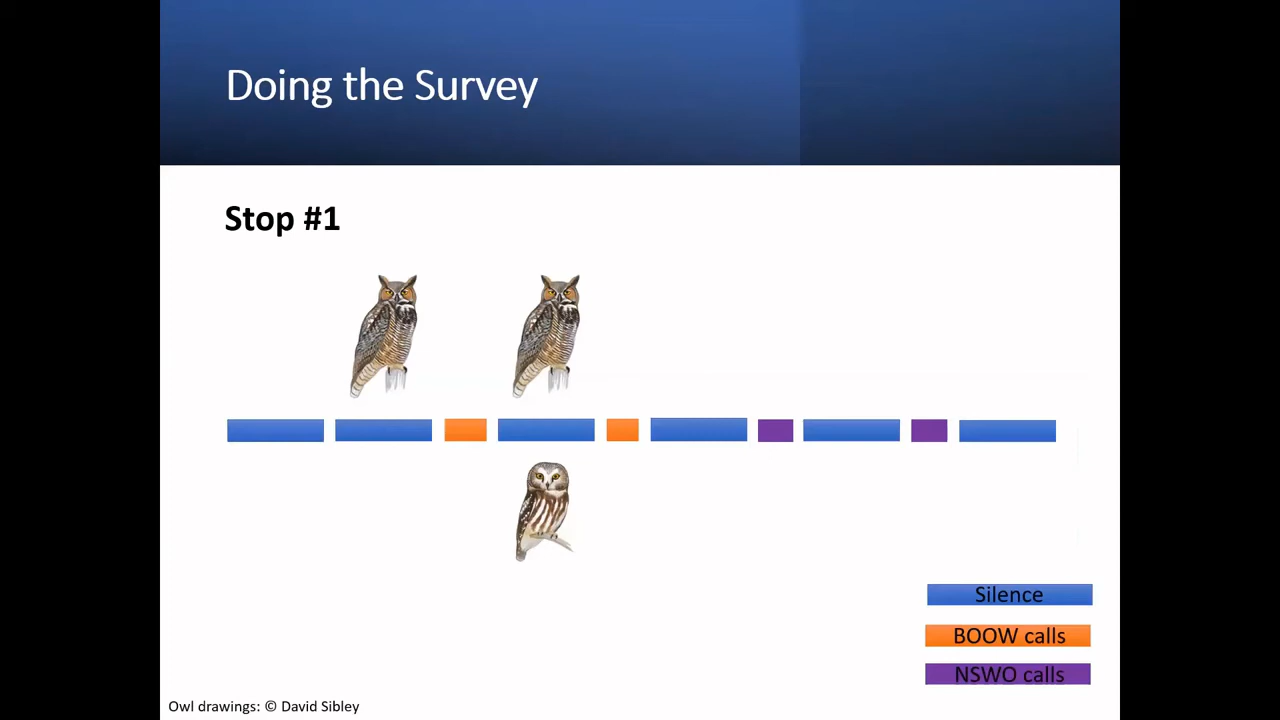 Doing the Survey
Stop #1
Silence
BOOW calls
NSWO calls
Owl drawings: © David Sibley